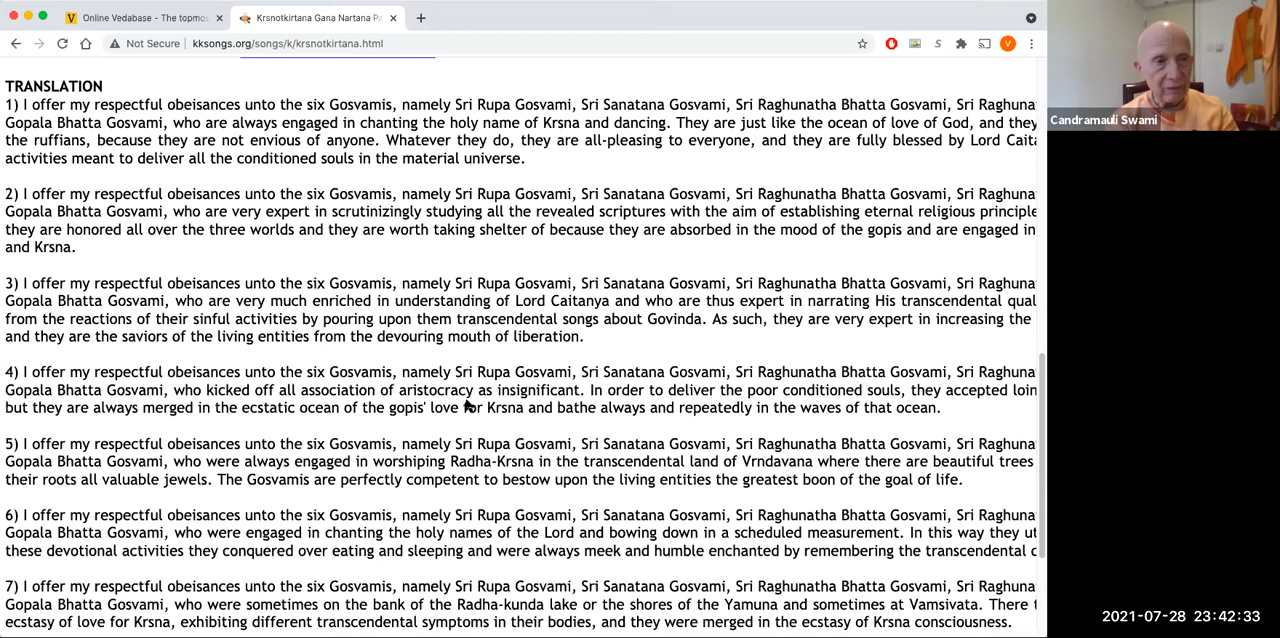 Online Vedabase - The topmo
Krsnotkirtana Gana Nartana Pa
Not Secure | kksongs.org/songs/k/krsnotkirtana.html
S
V
TRANSLATION
1) I offer my respectful obeisances unto the six Gosvamis, namely Sri Rupa Gosvami, Sri Sanatana Gosvami, Sri Raghunatha Bhatta Gosvami, Sri Raghuna
Gopala Bhatta Gosvami, who are always engaged in chanting the holy name of Krsna and dancing. They are just like the ocean of love of God, and they
the ruffians, because they are not envious of anyone. Whatever they do, they are all-pleasing to everyone, and they are fully blessed by Lord Cait
activities meant to deliver all the conditioned souls in the material universe.
2) I offer my respectful obeisances unto the six Gosvamis, namely Sri Rupa Gosvami, Sri Sanatana Gosvami, Sri Raghunatha Bhatta Gosvami, Sri Raghuna
Gopala Bhatta Gosvami, who are very expert in scrutinizingly studying all the revealed scriptures with the aim of establishing eternal religious principle
they are honored all over the three worlds and they are worth taking shelter of because they are absorbed in the mood of the gopis and are engaged in
and Krsna.
3) I offer my respectful obeisances unto the six Gosvamis, namely Sri Rupa Gosvami, Sri Sanatana Gosvami, Sri Raghunatha Bhatta Gosvami, Sri Raghuna
Gopala Bhatta Gosvami, who are very much enriched in understanding of Lord Caitanya and who are thus expert in narrating His transcendental qual
from the reactions of their sinful activities by pouring upon them transcendental songs about Govinda. As such, they are very expert in increasing the
and they are the saviors of the living entities from the devouring mouth of liberation.
4) I offer my respectful obeisances unto the six Gosvamis, namely Sri Rupa Gosvami, Sri Sanatana Gosvami, Sri Raghunatha Bhatta Gosvami, Sri Raghuna
Gopala Bhatta Gosvami, who kicked off all association of aristocracy as insignificant. In order to deliver the poor conditioned souls, they accepted loin
but they are always merged in the ecstatic ocean of the gopis' love for Krsna and bathe always and repeatedly in the waves of that ocean.
5) I offer my respectful obeisances unto the six Gosvamis, namely Sri Rupa Gosvami, Sri Sanatana Gosvami, Sri Raghunatha Bhatta Gosvami, Sri Raghuna
Gopala Bhatta Gosvami, who were always engaged in worshiping Radha-Krsna in the transcendental land of Vrndavana where there are beautiful trees
their roots all valuable jewels. The Gosvamis are perfectly competent to bestow upon the living entities the greatest boon of the goal of life.
6) I offer my respectful obeisances unto the six Gosvamis, namely Sri Rupa Gosvami, Sri Sanatana Gosvami, Sri Raghunatha Bhatta Gosvami, Sri Raghuna
Gopala Bhatta Gosvami, who were engaged in chanting the holy names of the Lord and bowing down in a scheduled measurement. In this way they ut
these devotional activities they conquered over eating and sleeping and were always meek and humble enchanted by remembering the transcendental
7) I offer my respectful obeisances unto the six Gosvamis, namely Sri Rupa Gosvami, Sri Sanatana Gosvami, Sri Raghunatha Bhatta Gosvami, Sri Raghuna
Gopala Bhatta Gosvami, who were sometimes on the bank of the Radha-kunda lake or the shores of the Yamuna and sometimes at Vamsivata. There
ecstasy of love for Krsna, exhibiting different transcendental symptoms in their bodies, and they were merged in the ecstasy of Krsna consciousness.
Candramauli Swami
2021-07-28 23:42:33